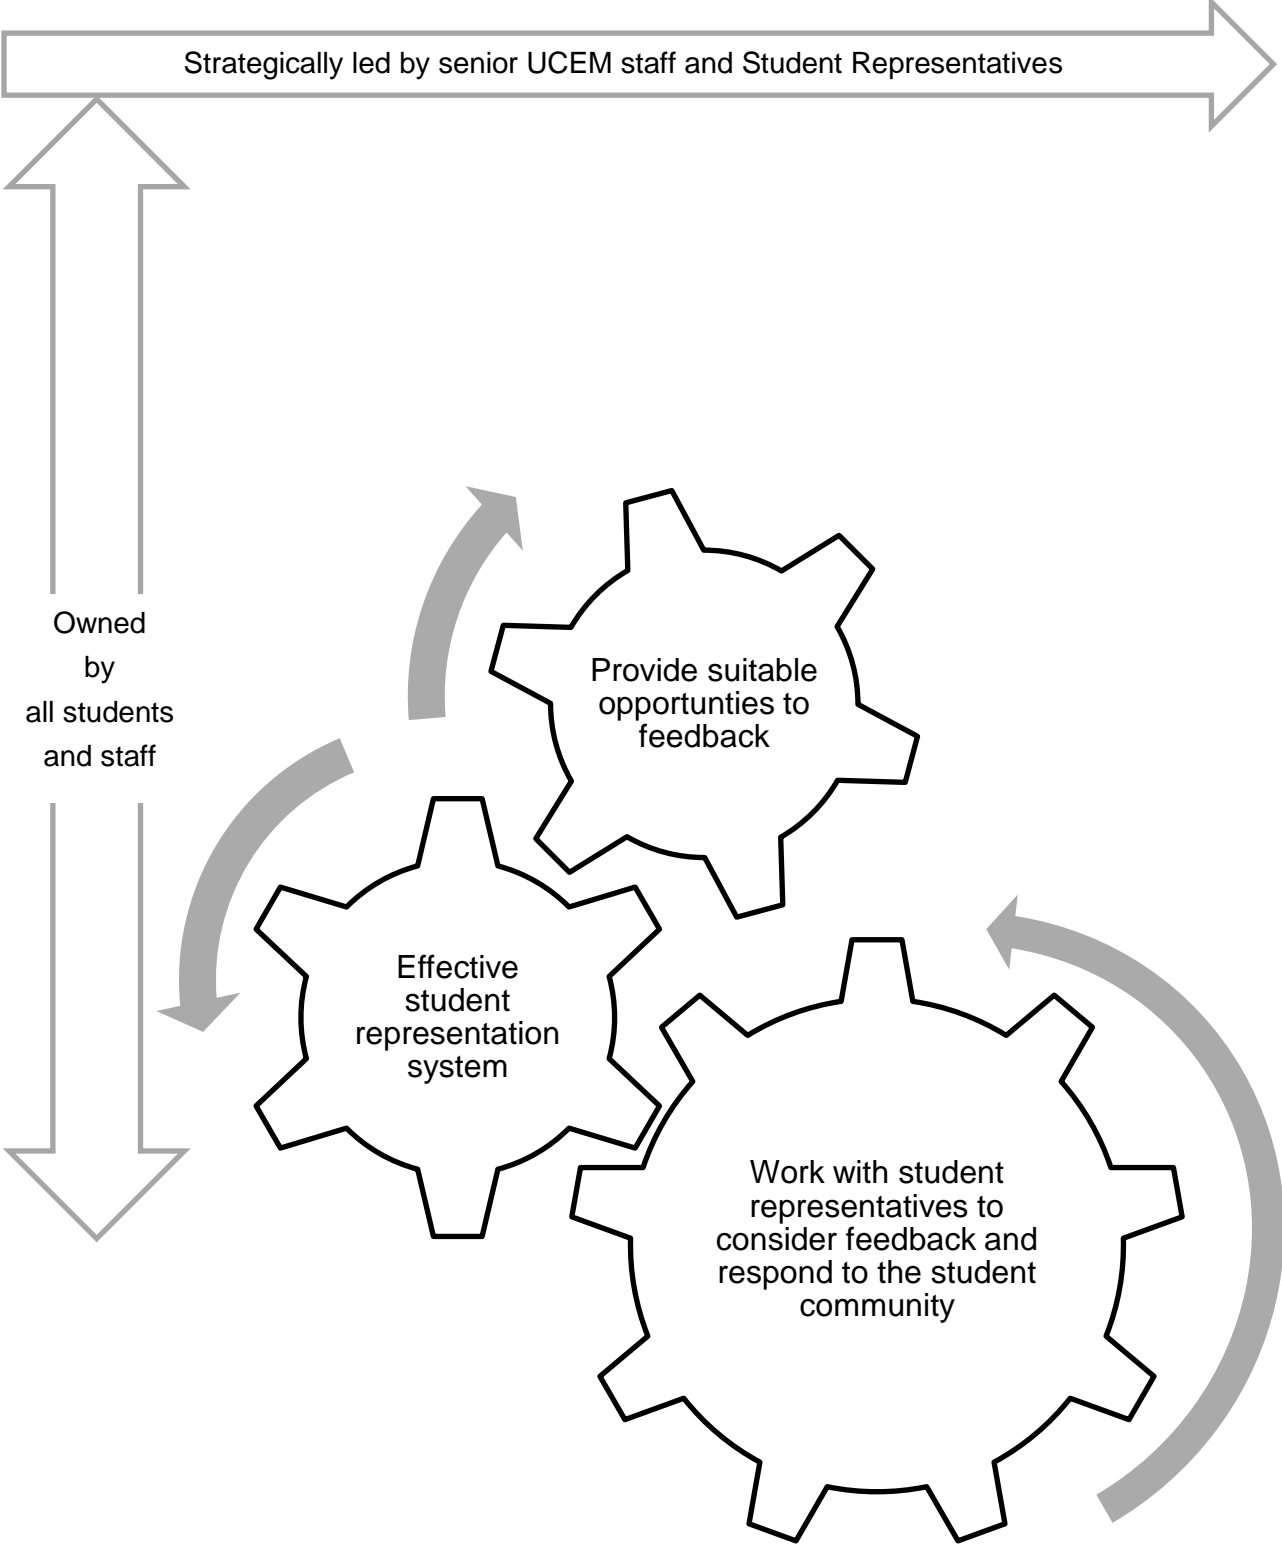 Strategically led by senior UCEM staff and Student Representatives
Owned
by
all students
and staff
Provide suitable
opportunties to
feedback
Effective
student
representation
system
Work with student
representatives to
consider feedback and
respond to the student
community